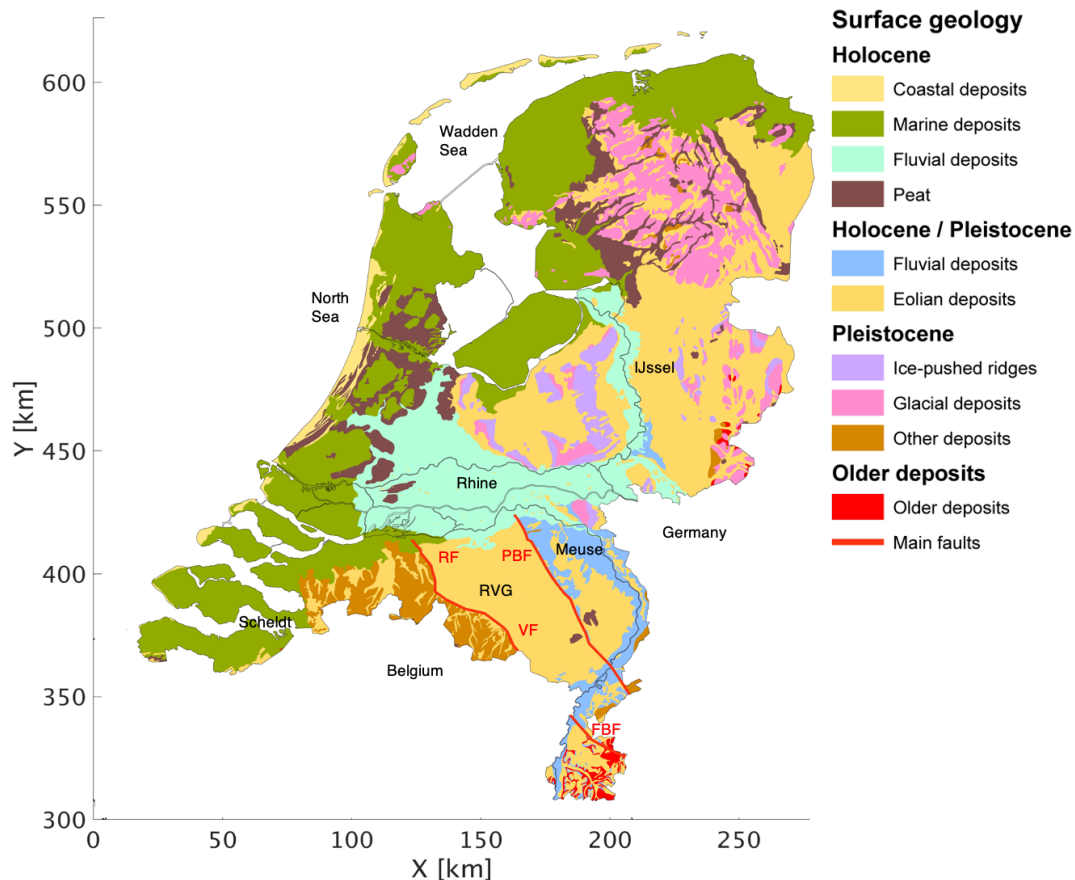 Surface geology
Holocene
Coastal deposits
Marine deposits
Fluvial deposits
Peat
Holocene / Pleistocene
Fluvial deposits
Eolian deposits
Pleistocene
Ice-pushed ridges
Glacial deposits
Other deposits
Older deposits
Older deposits
Main faults
Wadden
Sea
North
Sea
IJssel
Rhine
Germany
Meuse
RF
PBF
RVG
VF
Scheldt
Belgium
FBF
Y [km]
600
550
500
450
400
350
300
0
50
100
150
200
250
X [km]